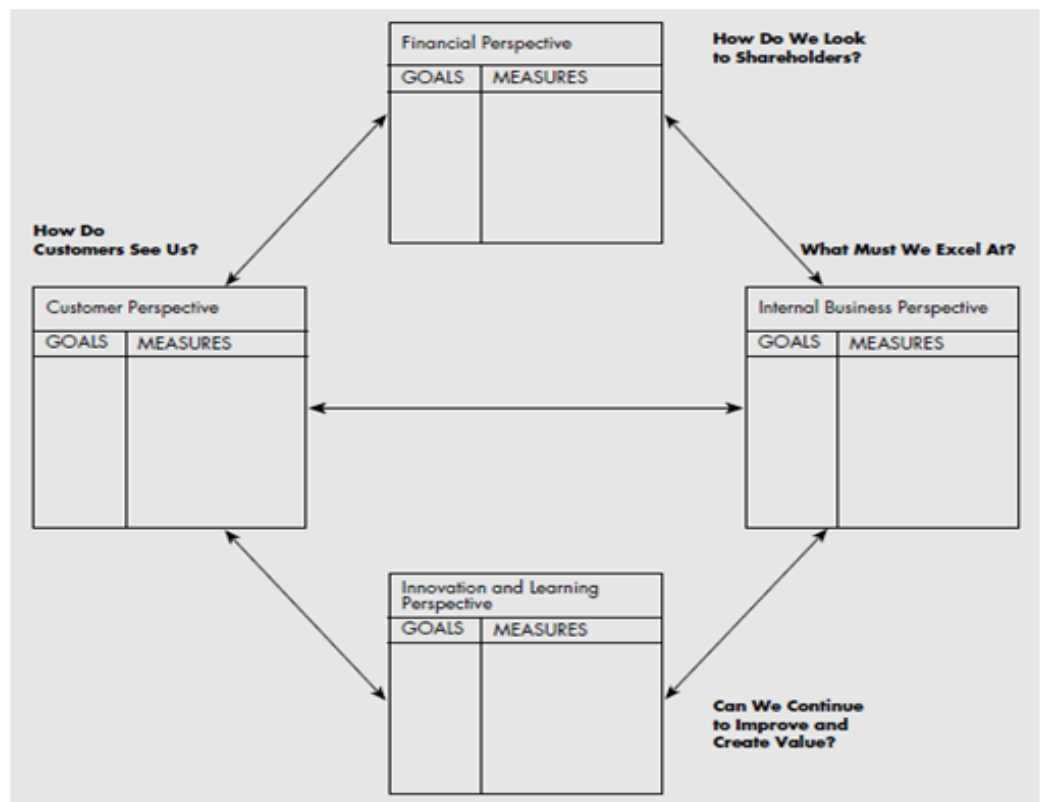 Financial Perspective
GOALS MEASURES
How Do We Look
to Shareholders?
How Do
Customers See Us?
Customer Perspective
GOALS MEASURES
What Must We Excel At?
Internal Business Perspective
GOALS MEASURES
Innovation and Learning
Perspective
GOALS MEASURES
Can We Continue
to Improve and
Create Value?